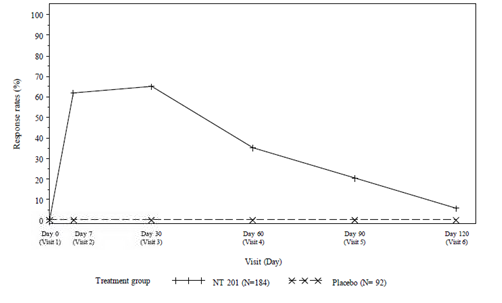 100
90
80
70
60
50
40
30
20
10
0
Response rates (%)
Day 0 Day 7 Day 30 Day 60 Day 90 Day 120
(Visit 1) (Visit 2) (Visit 3) (Visit 4) (Visit 5) (Visit 6)
Visit (Day)
Treatment group NT 201 (N=184) Placebo (N= 92)